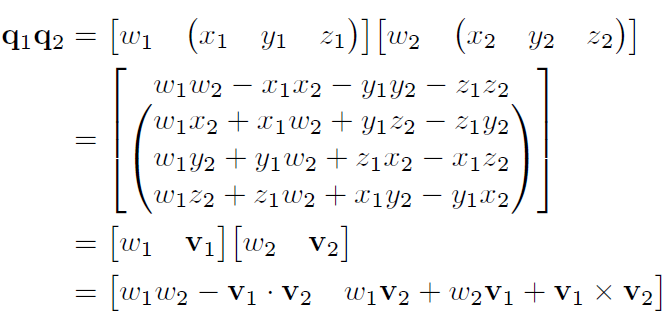 q₁q₂ = [w₁ (x₁ y₁ z₁)][w₂ (x₂ y₂ z₂)]
= [w₁w₂ − x₁x₂ − y₁y₂ − z₁z₂
(w₁x₂ + x₁w₂ + y₁z₂ − z₁y₂
w₁y₂ + y₁w₂ + z₁x₂ − x₁z₂
w₁z₂ + z₁w₂ + x₁y₂ − y₁x₂)]
= [w₁ v₁][w₂ v₂]
= [w₁w₂ − v₁ · v₂ w₁v₂ + w₂v₁ + v₁ × v₂]